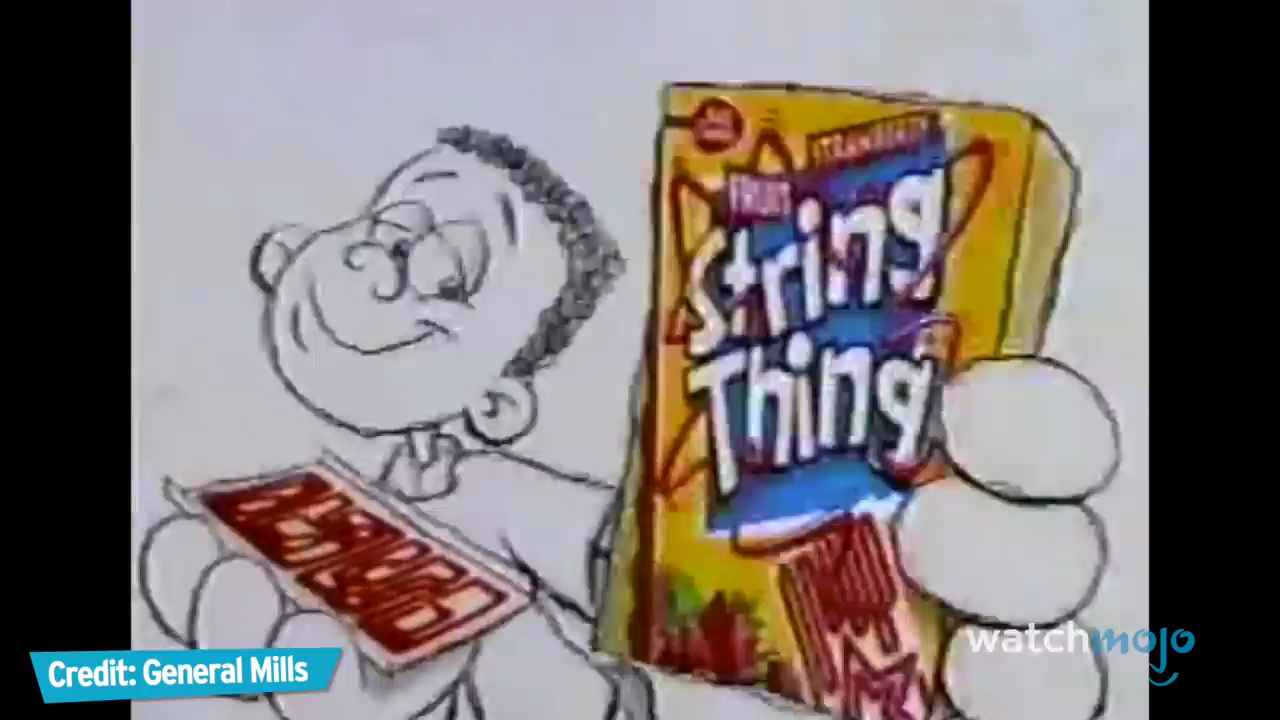 STRAWBERRY
FRUIT
String
Thing
Credit: General Mills
watchmojo